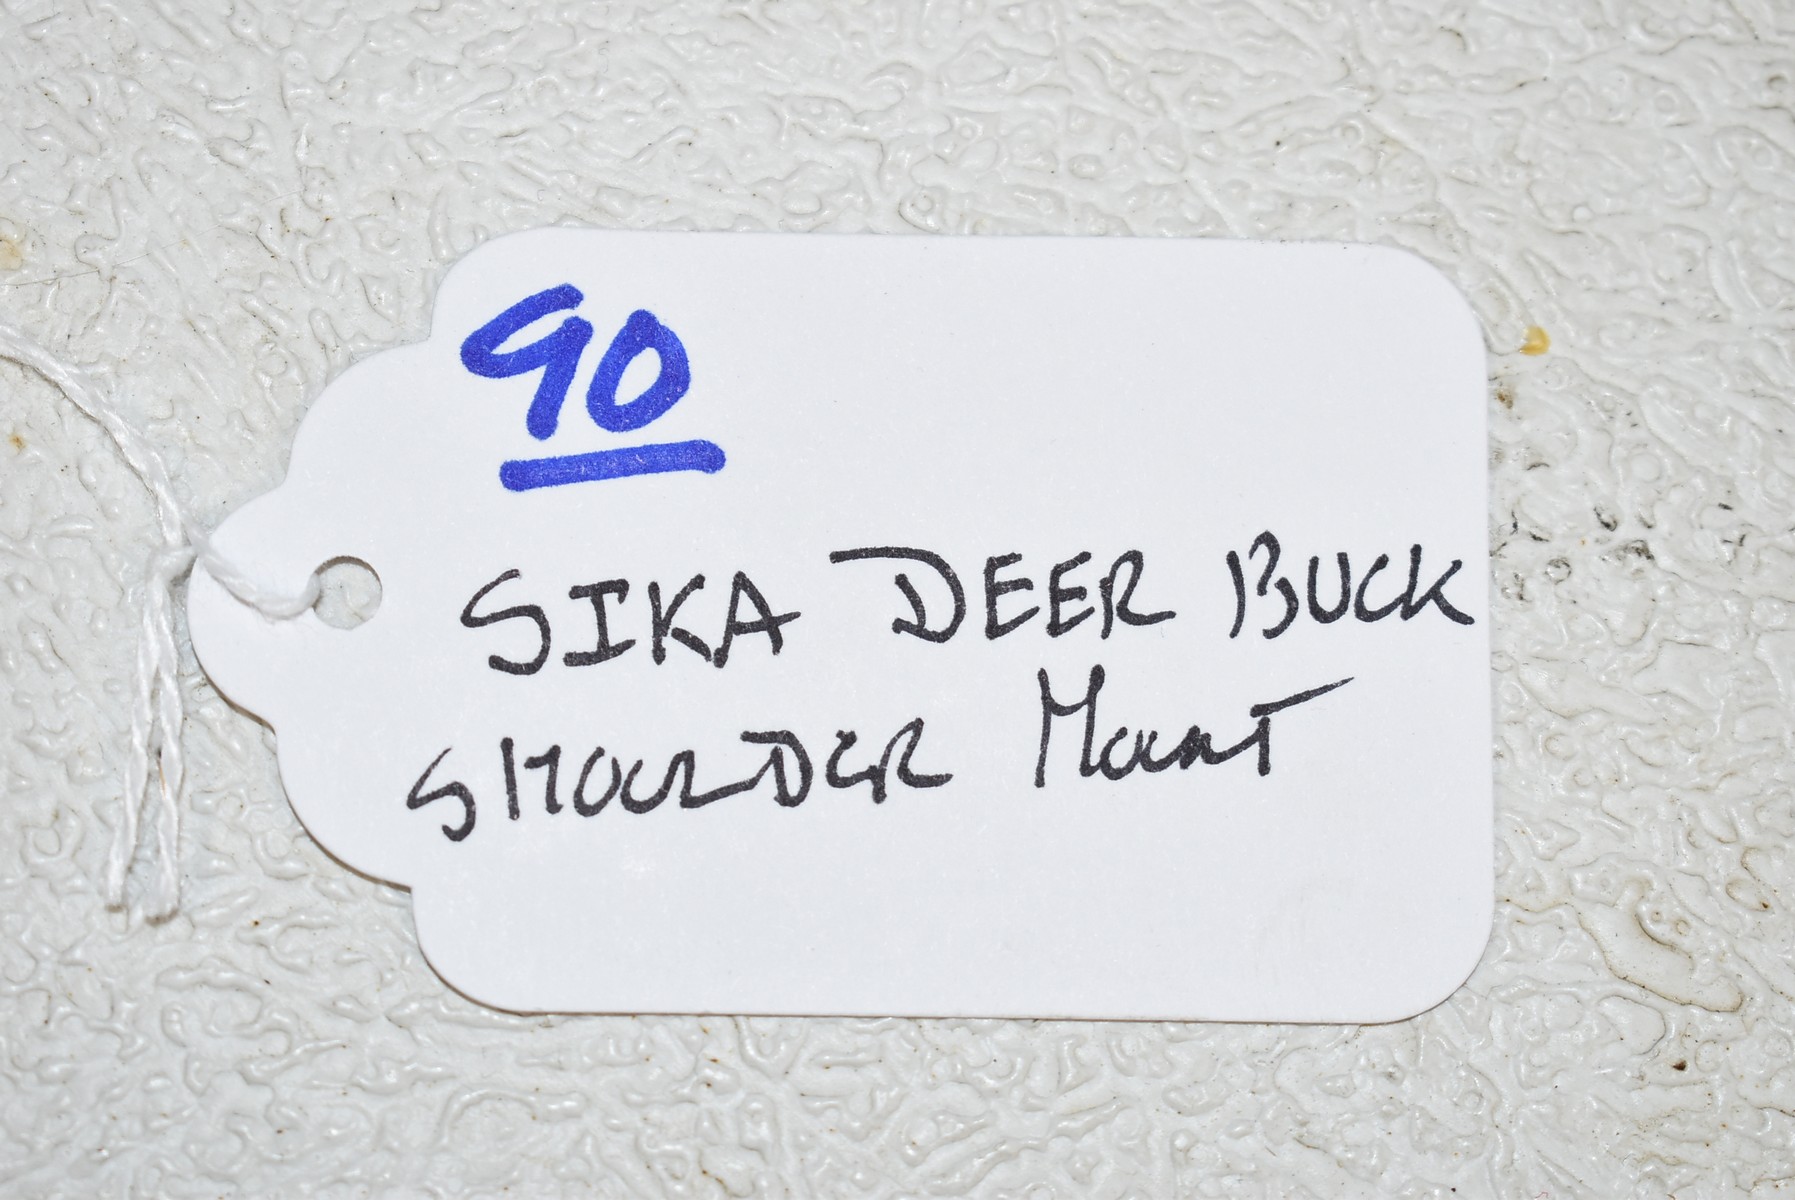 90
SIKA DEER BUCK
SHOULDER MOUNT